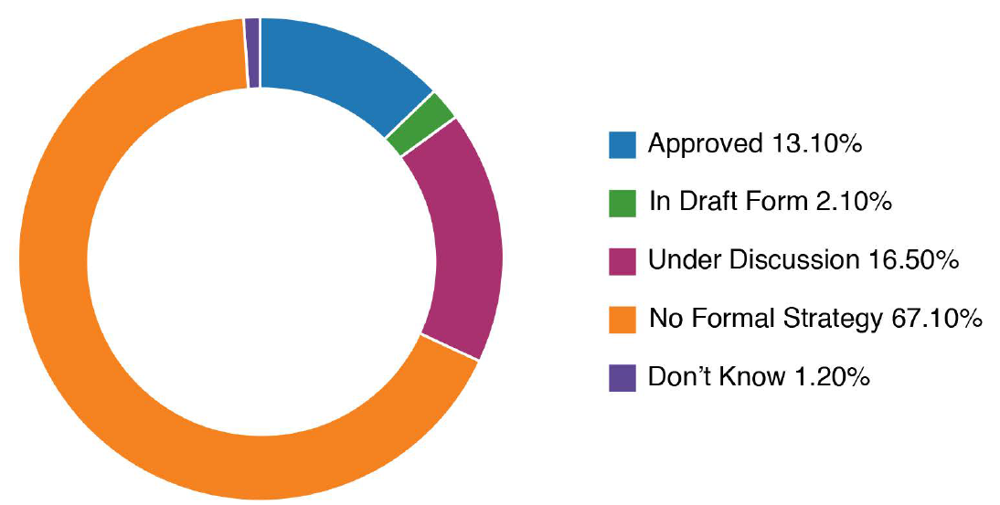 Approved 13.10%
In Draft Form 2.10%
Under Discussion 16.50%
No Formal Strategy 67.10%
Don’t Know 1.20%